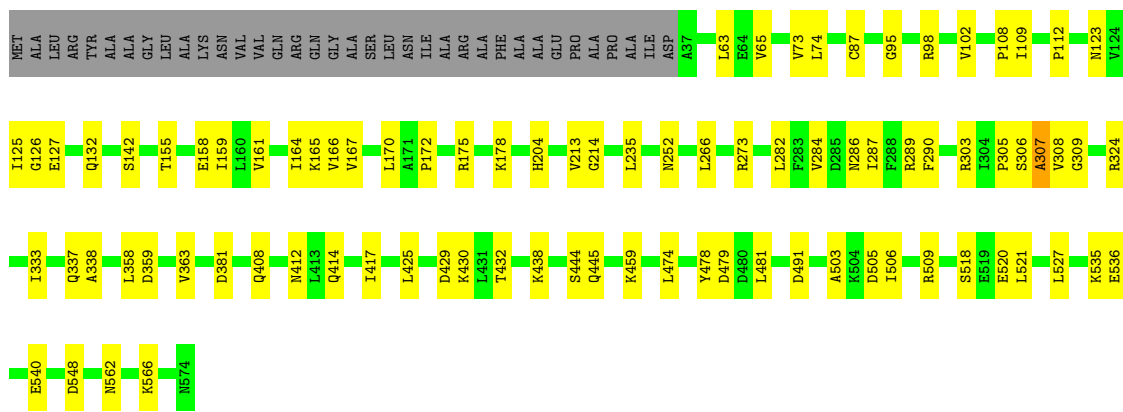 MET ALA LEU ARG TYR ALA ALA GLY LEU LEU ALA LYS ASN VAL VAL GLN ARG GLN GLY ALA SER LEU ASN ILE ALA ARG ALA PHE ALA ALA GLU PRO ALA PRO ALA ILE ASP A37 L63 E64 V65 V73 L74 C87 G95 R98 V102 P108 I109 P112 N123 V124
I125 G126 E127 Q132 S142 T155 E158 I159 L160 V161 I164 K165 V166 V167 L170 A171 P172 R175 K178 H204 V213 G214 L235 N252 L266 R273 L282 F283 V284 D285 N286 I287 F288 R289 F290 R303 I304 P305 S306 A307 V308 G309 R324
I333 Q337 A338 L358 D359 V363 D381 Q408 N412 L413 Q414 I417 L425 D429 K430 L431 T432 K438 S444 Q445 K459 L474 Y478 D479 D480 L481 D491 A503 K504 D505 I506 R509 S518 E519 E520 L521 L527 K535 E536
E540 D548 N562 K566 N574